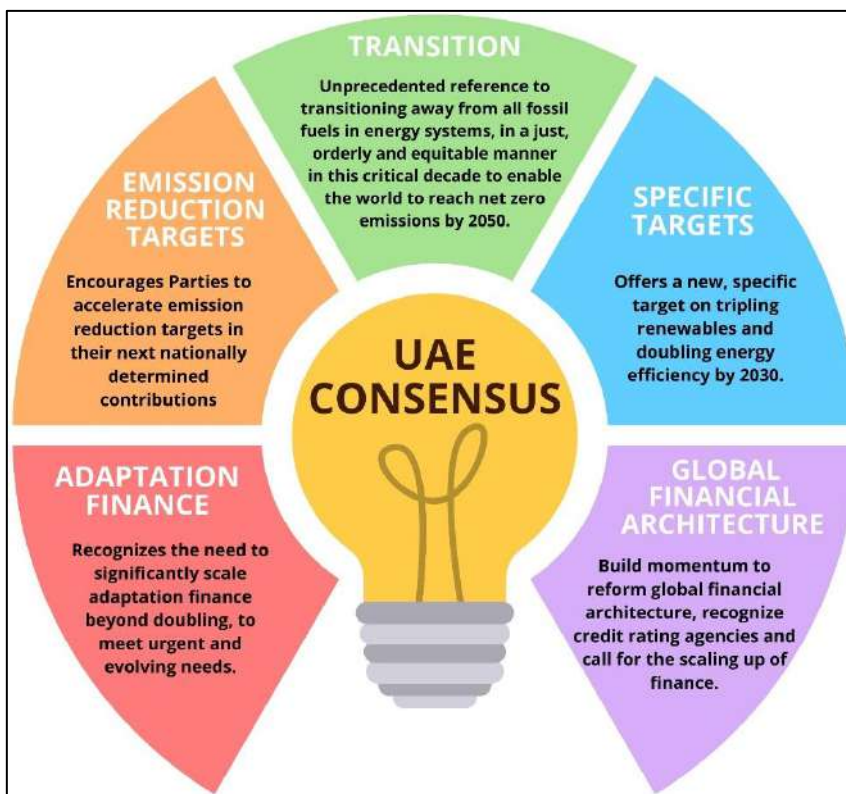 TRANSITION
Unprecedented reference to
transitioning away from all fossil
fuels in energy systems, in a just,
orderly and equitable manner
in this critical decade to enable
the world to reach net zero
emissions by 2050.
EMISSION
REDUCTION
TARGETS
Encourages Parties to
accelerate emission
reduction targets in
their next nationally
determined
contributions
SPECIFIC
TARGETS
Offers a new, specific
target on tripling
renewables and
doubling energy
efficiency by 2030.
UAE
CONSENSUS
ADAPTATION
FINANCE
Recognizes the need to
significantly scale
adaptation finance
beyond doubling, to
meet urgent and
evolving needs.
GLOBAL
FINANCIAL
ARCHITECTURE
Build momentum to
reform global financial
architecture, recognize
credit rating agencies and
call for the scaling up of
finance.